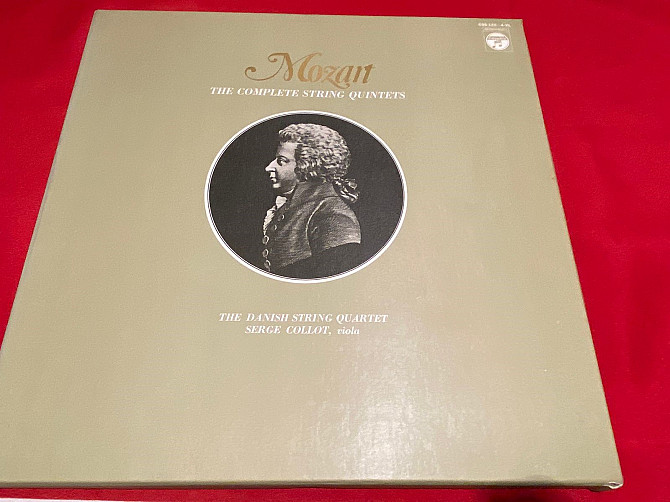 Mozart
THE COMPLETE STRING QUINTETS
THE DANISH STRING QUARTET
SERGE COLLOT, viola